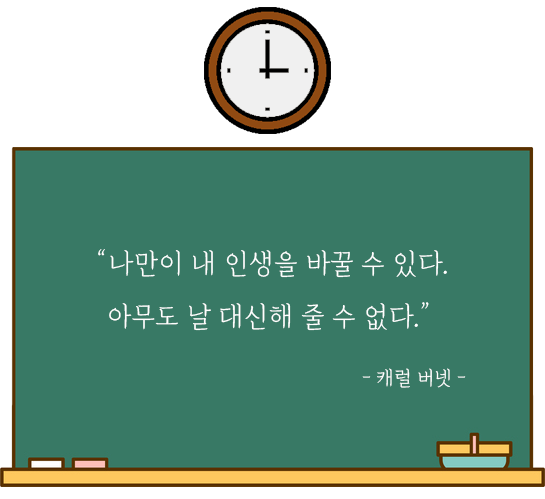 “나만이 내 인생을 바꿀 수 있다.
아무도 날 대신해 줄 수 없다.”
- 캐럴 버넷 -